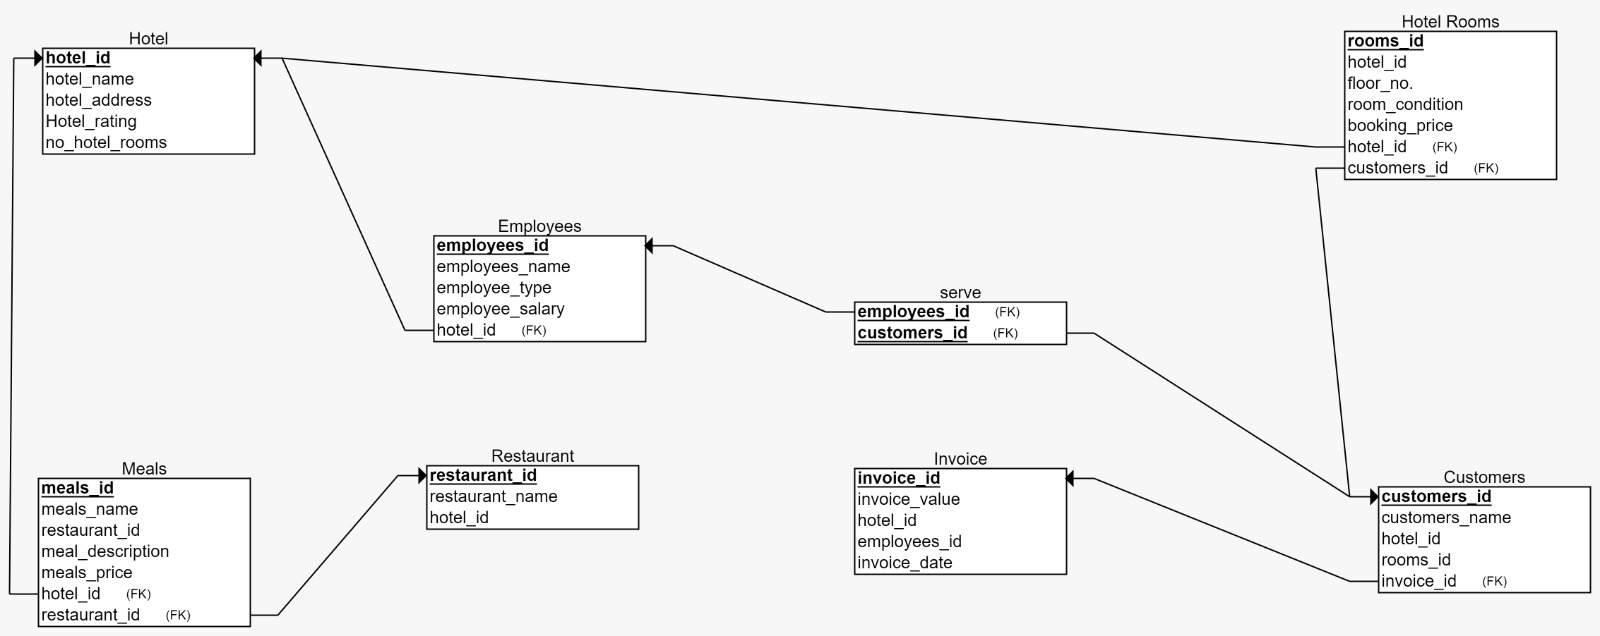 Hotel
hotel_id
hotel_name
hotel_address
Hotel_rating
no_hotel_rooms
Hotel Rooms
rooms_id
hotel_id
floor_no.
room_condition
booking_price
hotel_id (FK)
customers_id (FK)
Employees
employees_id
employees_name
employee_type
employee_salary
hotel_id (FK)
serve
employees_id (FK)
customers_id (FK)
Meals
meals_id
meals_name
restaurant_id
meal_description
meals_price
hotel_id (FK)
restaurant_id (FK)
Restaurant
restaurant_id
restaurant_name
hotel_id
Invoice
invoice_id
invoice_value
hotel_id
employees_id
invoice_date
Customers
customers_id
customers_name
hotel_id
rooms_id
invoice_id (FK)